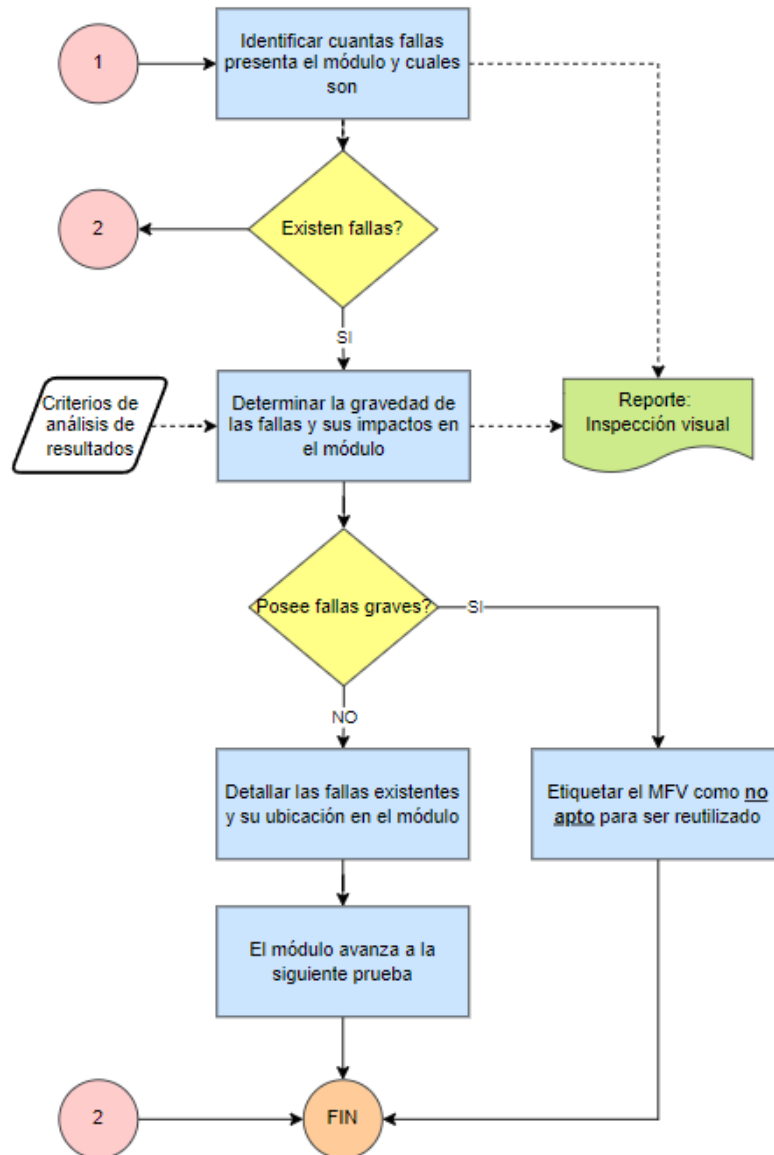 1
Identificar cuantas fallas
presenta el módulo y cuales
son
2
Existen fallas?
SI
Criterios de
análisis de
resultados
Determinar la gravedad de
las fallas y sus impactos en
el módulo
Reporte:
Inspección visual
Posee fallas graves?
SI
NO
Detallar las fallas existentes
y su ubicación en el módulo
Etiquetar el MFV como no
apto para ser reutilizado
El módulo avanza a la
siguiente prueba
2
FIN